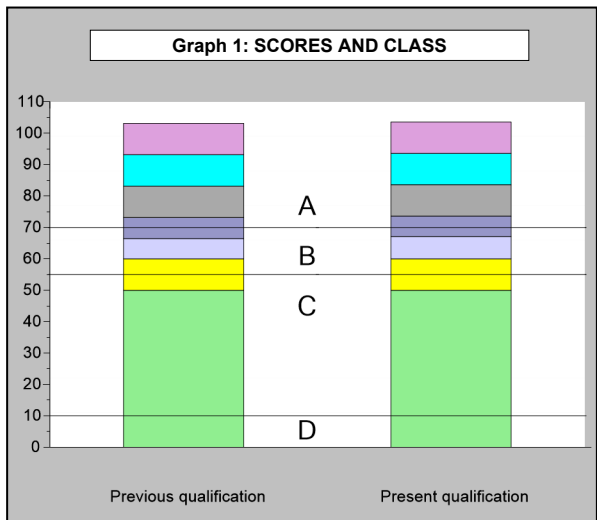 Graph 1: SCORES AND CLASS
110
100
90
80
70
60
50
40
30
20
10
0
A
B
C
D
Previous qualification
Present qualification